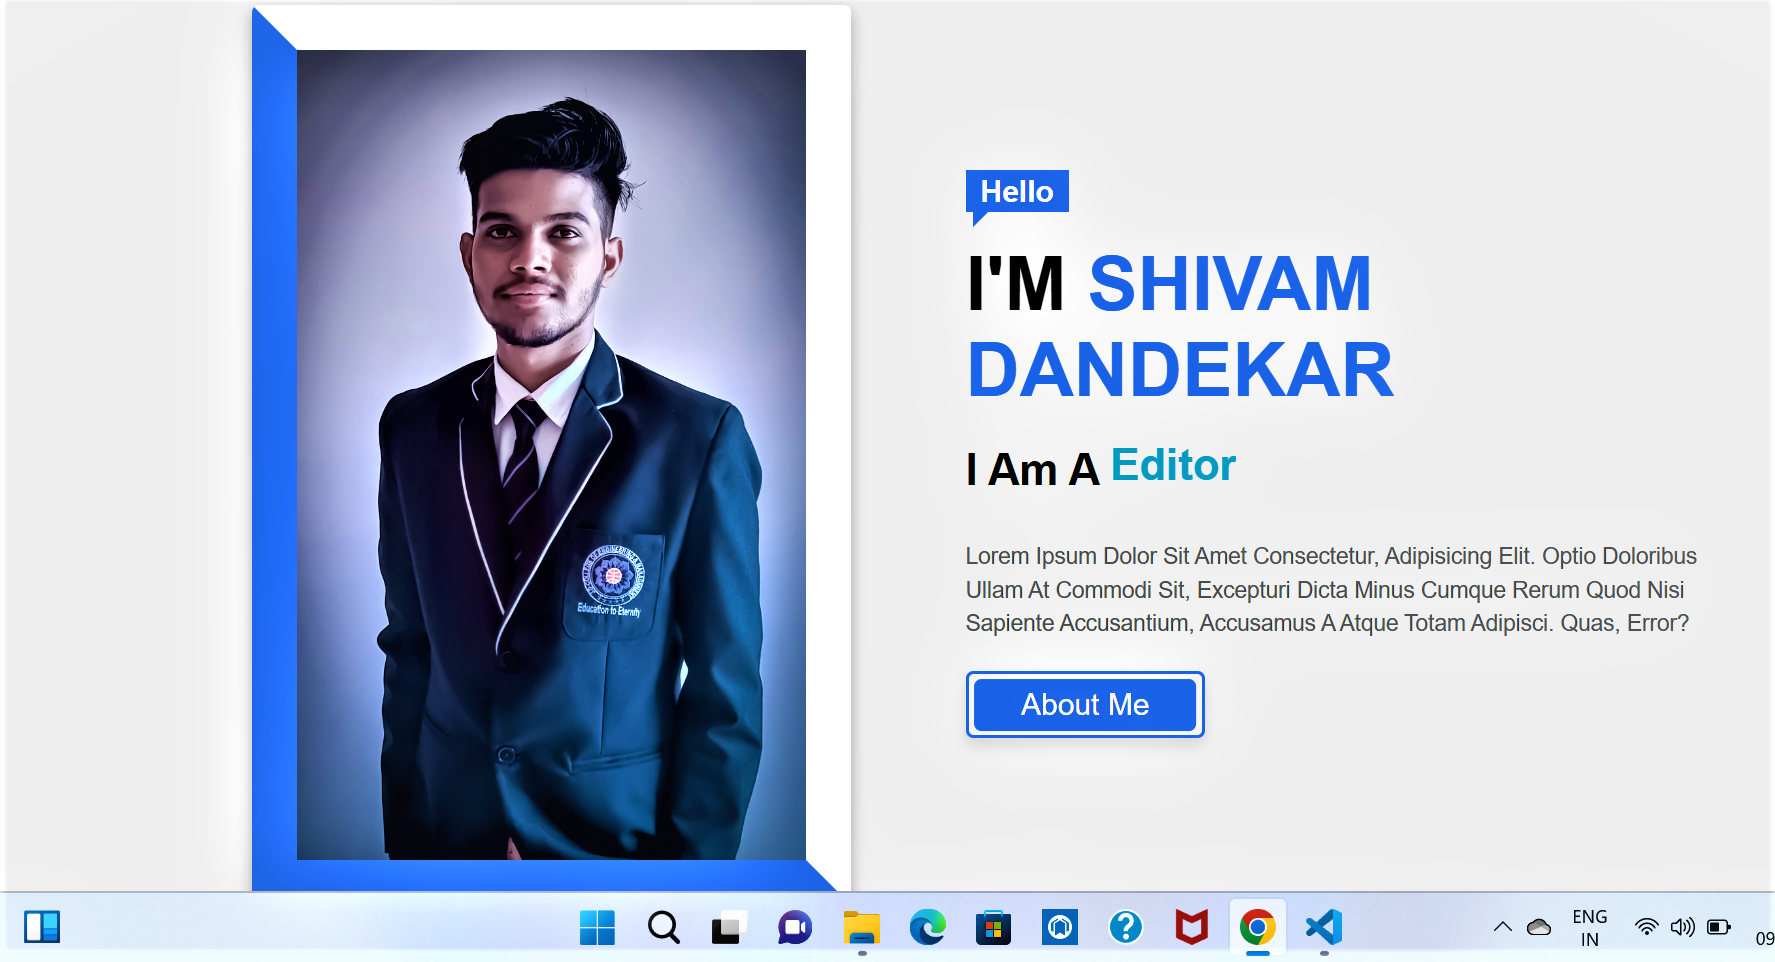 Hello
I'M SHIVAM
DANDEKAR
I Am A Editor
Lorem Ipsum Dolor Sit Amet Consectetur, Adipisicing Elit. Optio Doloribus
Ullam At Commodi Sit, Excepturi Dicta Minus Cumque Rerum Quod Nisi
Sapiente Accusantium, Accusamus A Atque Totam Adipisci. Quas, Error?
About Me
Education to Eternity
ENG
IN
09